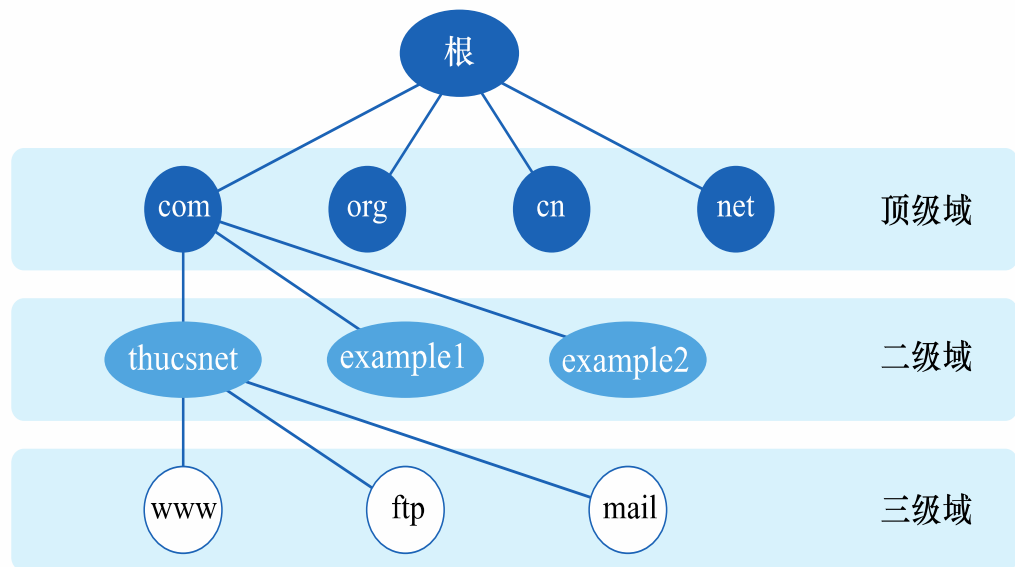 根
com
org
cn
net
顶级域
thucsnet
example1
example2
二级域
www
ftp
mail
三级域